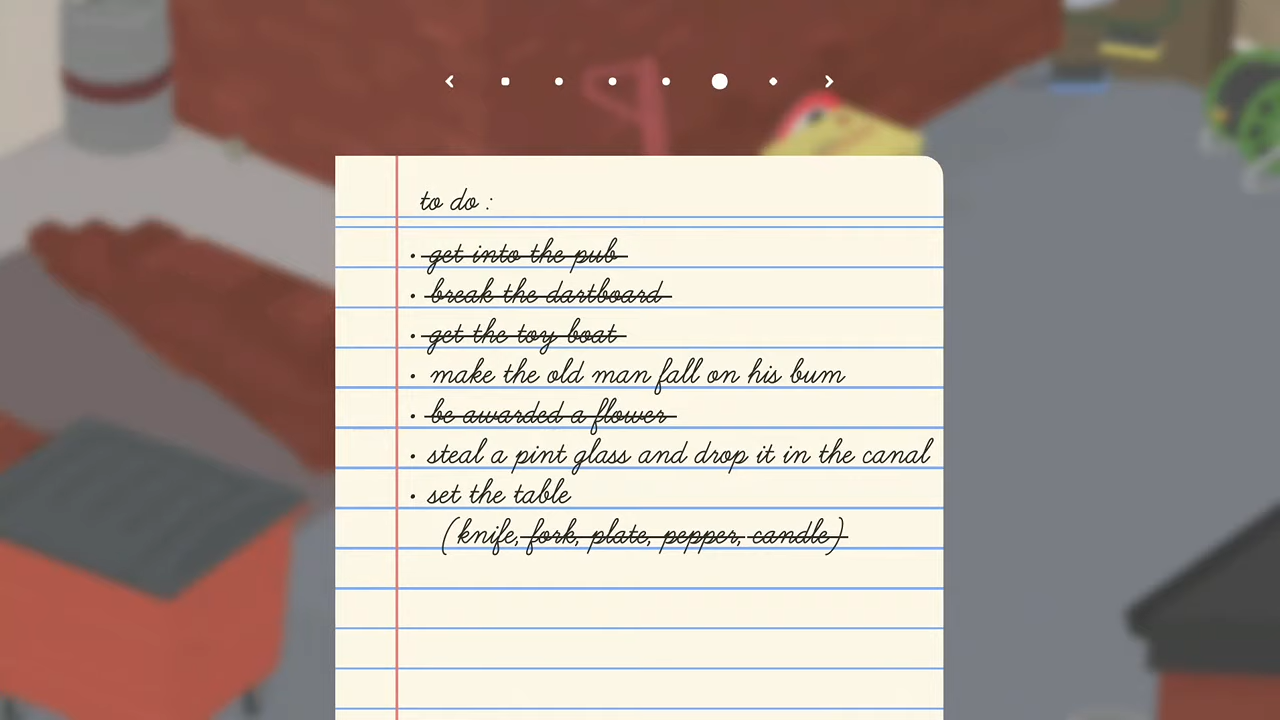 to do :
• get into the pub
• break the dartboard
• get the toy boat
• make the old man fall on his bum
• be awarded a flower
• steal a pint glass and drop it in the canal
• set the table
(knife, fork, plate, pepper, candle)